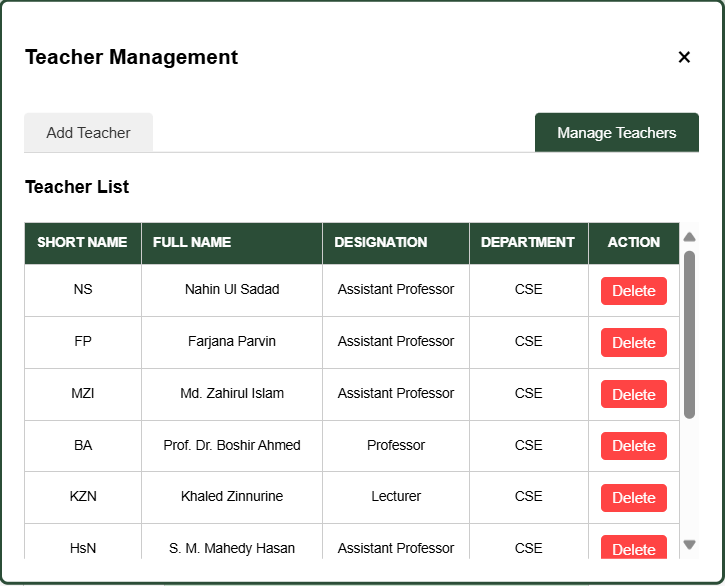 Teacher Management ×
Add Teacher Manage Teachers
Teacher List
SHORT NAME FULL NAME DESIGNATION DEPARTMENT ACTION
NS Nahin Ul Sadad Assistant Professor CSE Delete
FP Farjana Parvin Assistant Professor CSE Delete
MZI Md. Zahirul Islam Assistant Professor CSE Delete
BA Prof. Dr. Boshir Ahmed Professor CSE Delete
KZN Khaled Zinnurine Lecturer CSE Delete
HsN S. M. Mahedy Hasan Assistant Professor CSE Delete